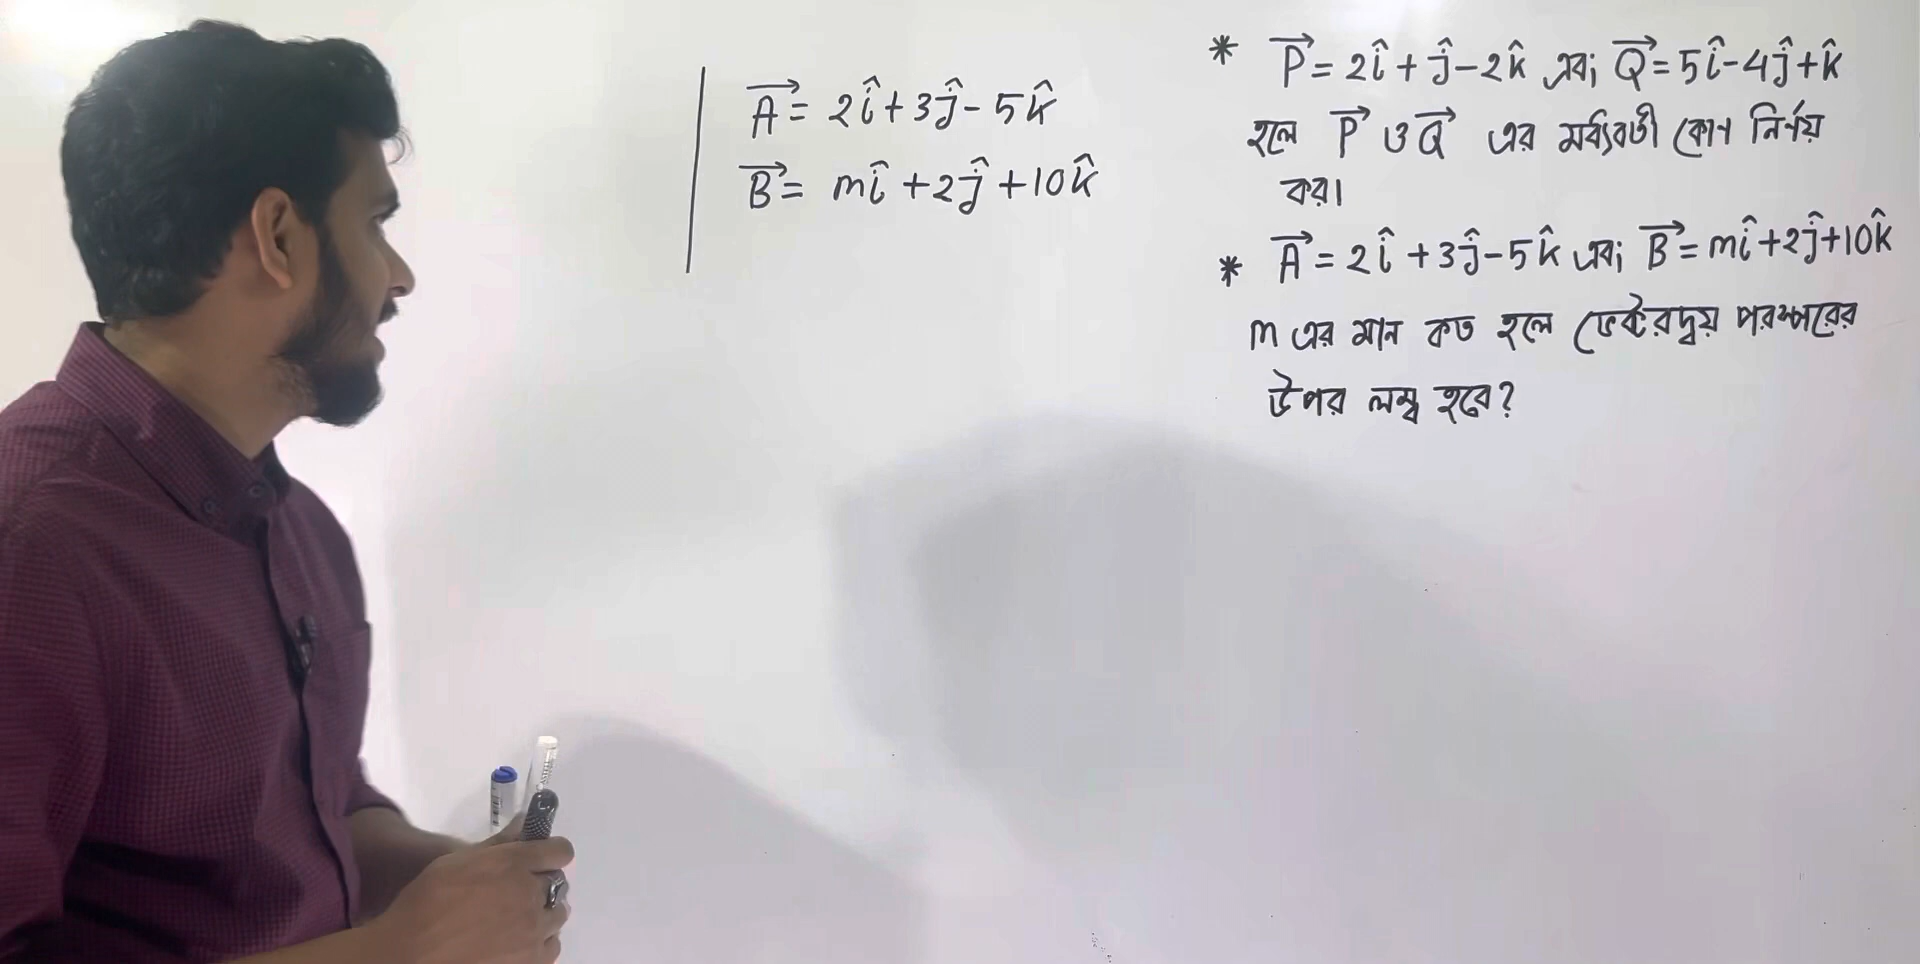 A⃗ = 2î + 3ĵ - 5k̂
B⃗ = mî + 2ĵ + 10k̂
* P⃗ = 2î + ĵ - 2k̂ এবং Q⃗ = 5î - 4ĵ + k̂
হলে P⃗ ও Q⃗ এর মধ্যবর্তী কোণ নির্ণয়
কর।
* A⃗ = 2î + 3ĵ - 5k̂ এবং B⃗ = mî + 2ĵ + 10k̂
m এর মান কত হলে ভেক্টরদ্বয় পরস্পরের
উপর লম্ব হবে?